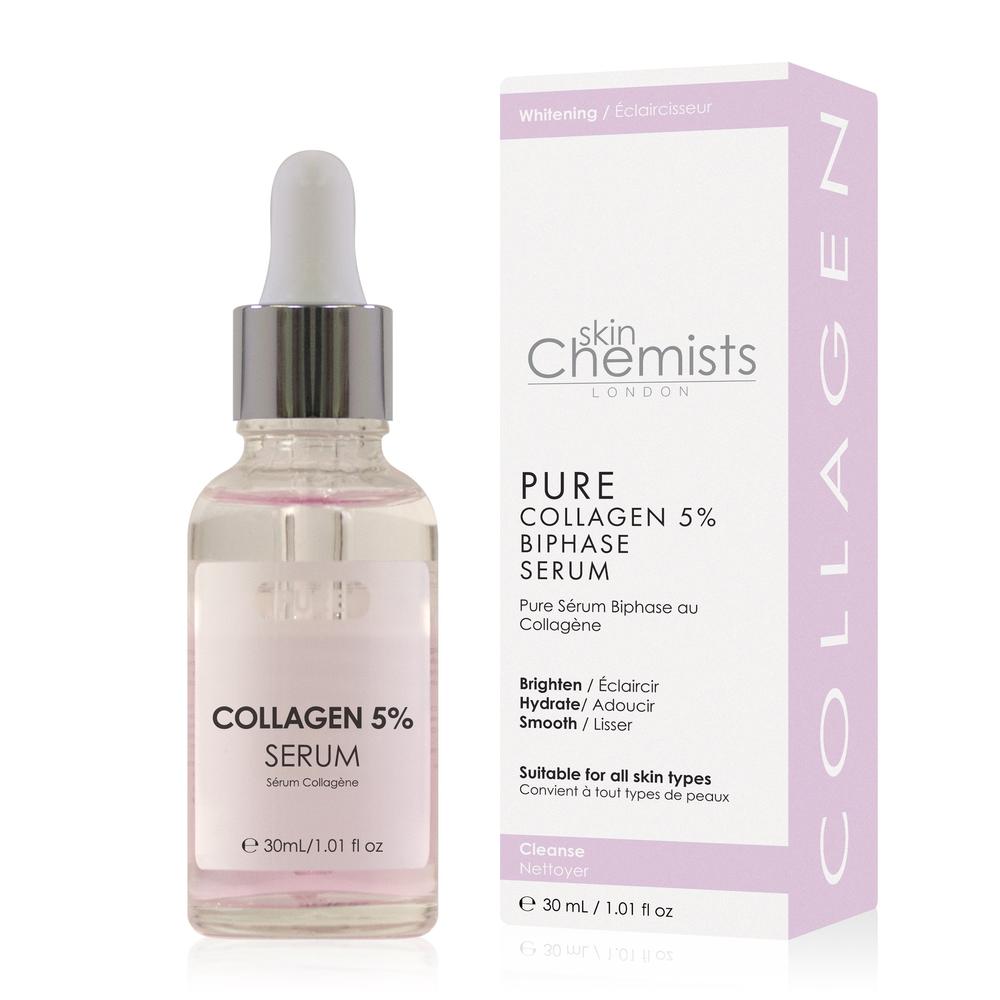 COLLAGEN 5%
SERUM
Sérum Collagène
℮ 30mL/1.01 fl oz
Whitening / Éclaircisseur
skin
Chemists
LONDON
PURE
COLLAGEN 5%
BIPHASE
SERUM
Pure Sérum Biphase au
Collagène
Brighten / Éclaircir
Hydrate/ Adoucir
Smooth / Lisser
Suitable for all skin types
Convient à tout types de peaux
Cleanse
Nettoyer
℮ 30 mL / 1.01 fl oz
COLLAGEN